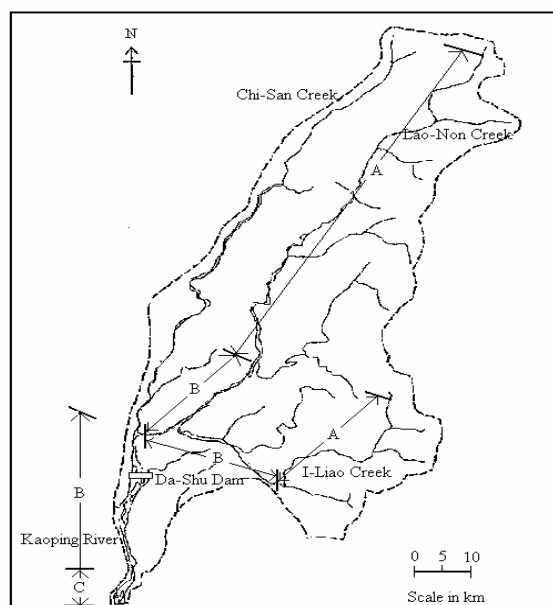 N
Chi-San Creek
Lao-Non Creek
A
B
A
B
I-Liao Creek
Da-Shu Dam
B
Kaoping River
C
0 5 10
Scale in km